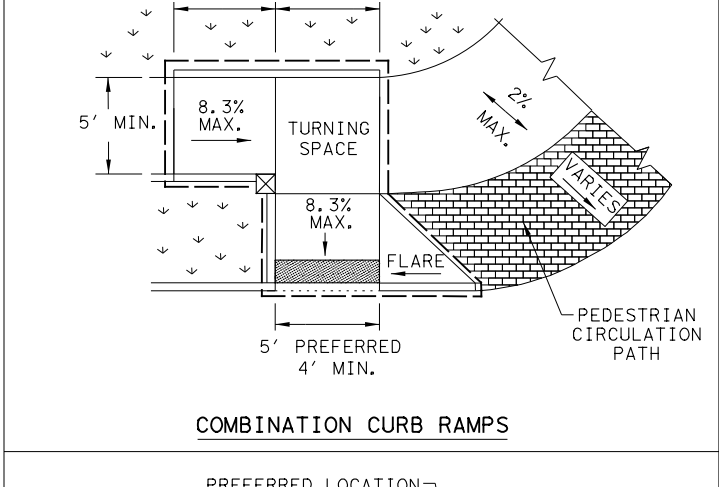 8.3%
MAX.
5' MIN.
TURNING
SPACE
2%
MAX.
VARIES
8.3%
MAX.
FLARE
PEDESTRIAN
CIRCULATION
PATH
5' PREFERRED
4' MIN.
COMBINATION CURB RAMPS
PREFERRED LOCATION